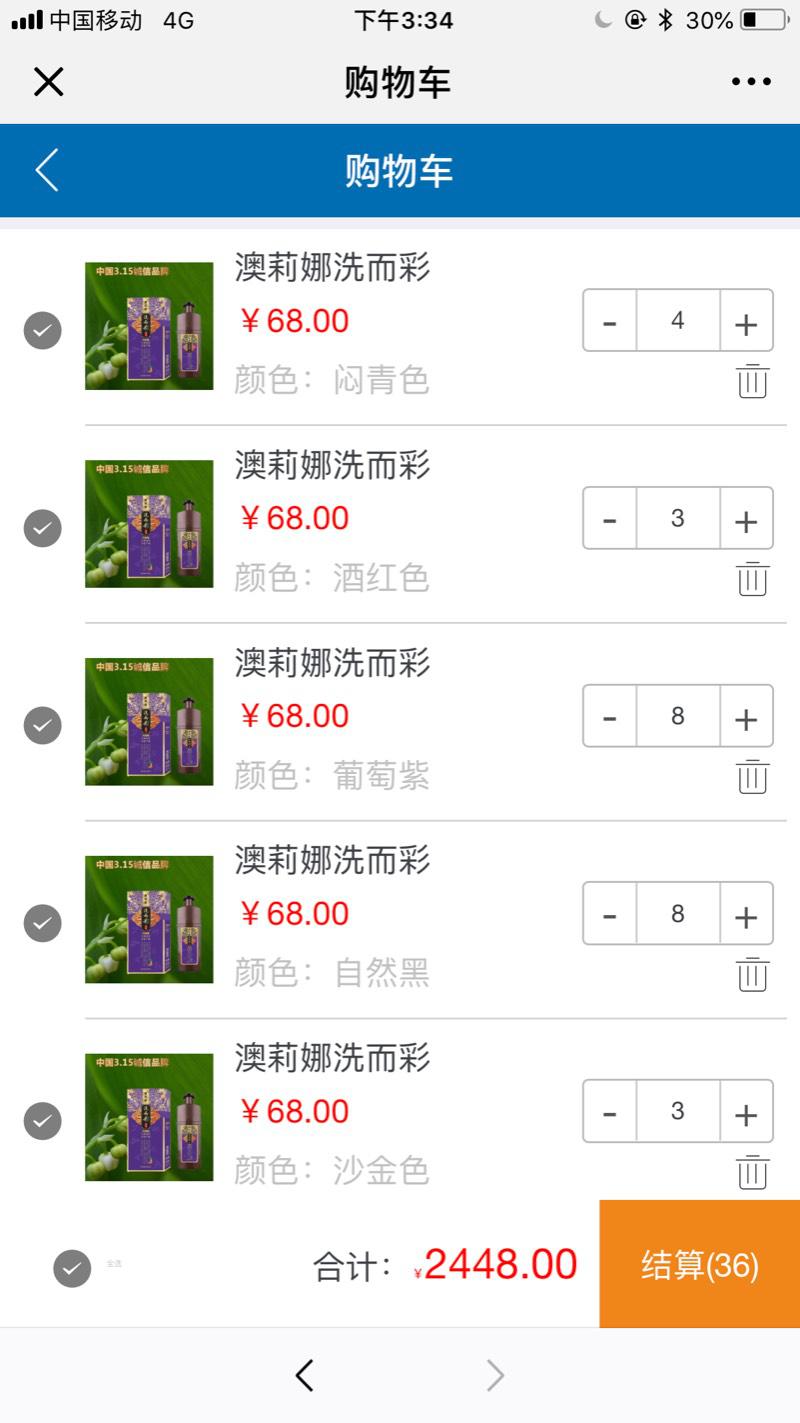 中国移动 4G 下午3:34 30%
购物车
购物车
中国3.15诚信品牌
澳莉娜洗而彩
￥68.00
- 4 +
颜色：闷青色
中国3.15诚信品牌
澳莉娜洗而彩
￥68.00
- 3 +
颜色：酒红色
中国3.15诚信品牌
澳莉娜洗而彩
￥68.00
- 8 +
颜色：葡萄紫
中国3.15诚信品牌
澳莉娜洗而彩
￥68.00
- 8 +
颜色：自然黑
中国3.15诚信品牌
澳莉娜洗而彩
￥68.00
- 3 +
颜色：沙金色
全选 合计：￥2448.00 结算(36)